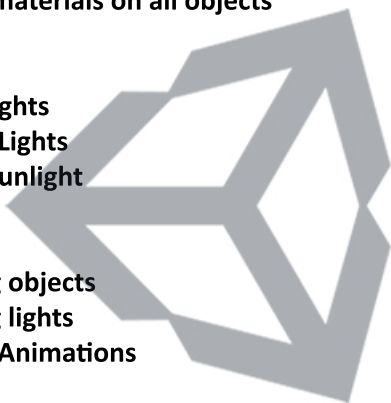 materials on all objects
ghts
Lights
unlight
objects
lights
Animations